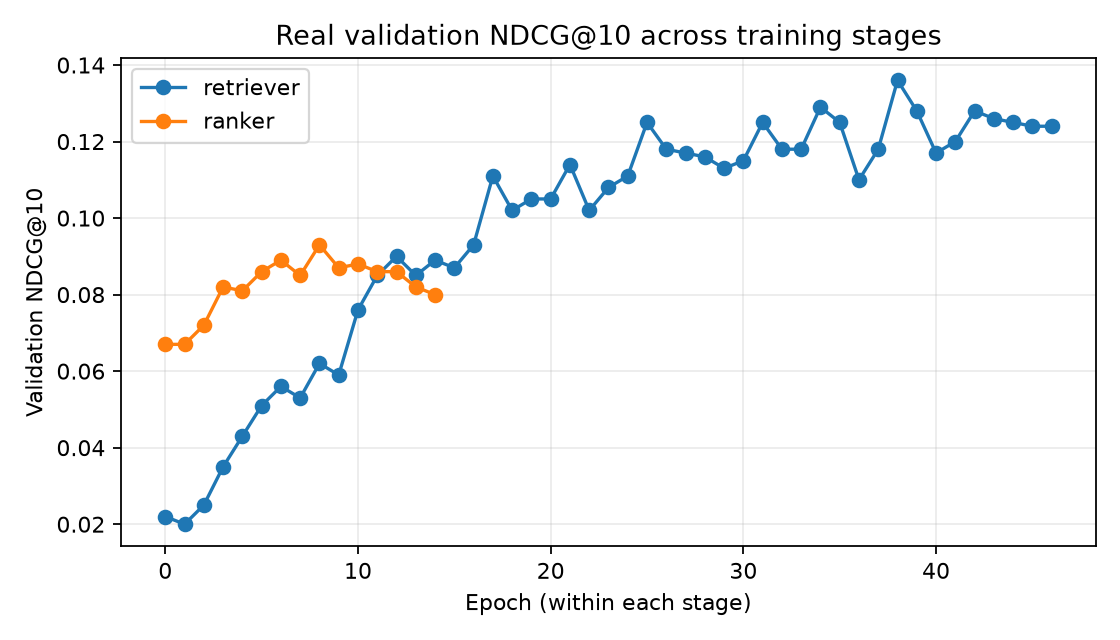 Real validation NDCG@10 across training stages
retriever
ranker
Validation NDCG@10
0.14
0.12
0.10
0.08
0.06
0.04
0.02
0 10 20 30 40
Epoch (within each stage)